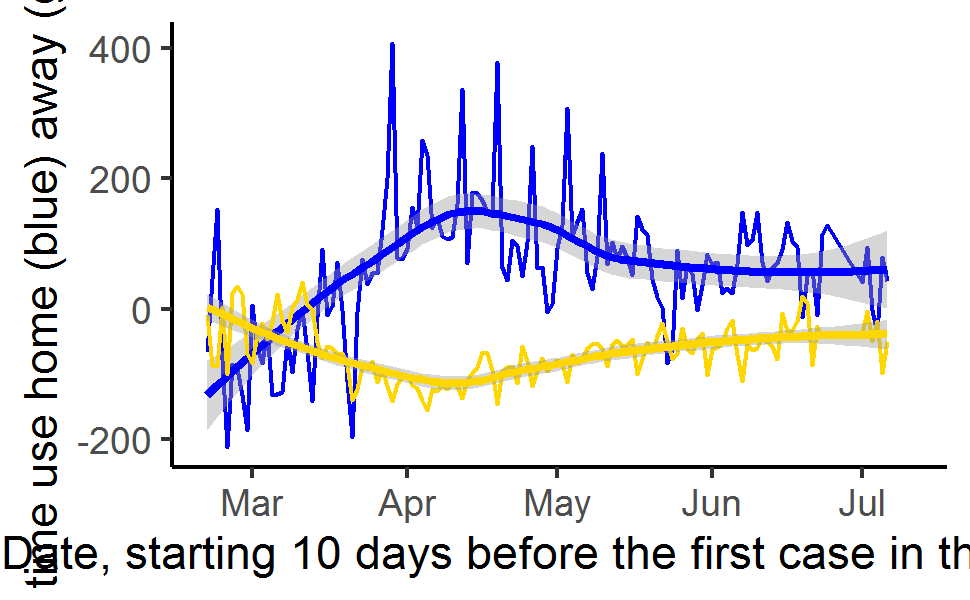 time use home (blue) away (
400
200
0
-200
Mar Apr May Jun Jul
Date, starting 10 days before the first case in th